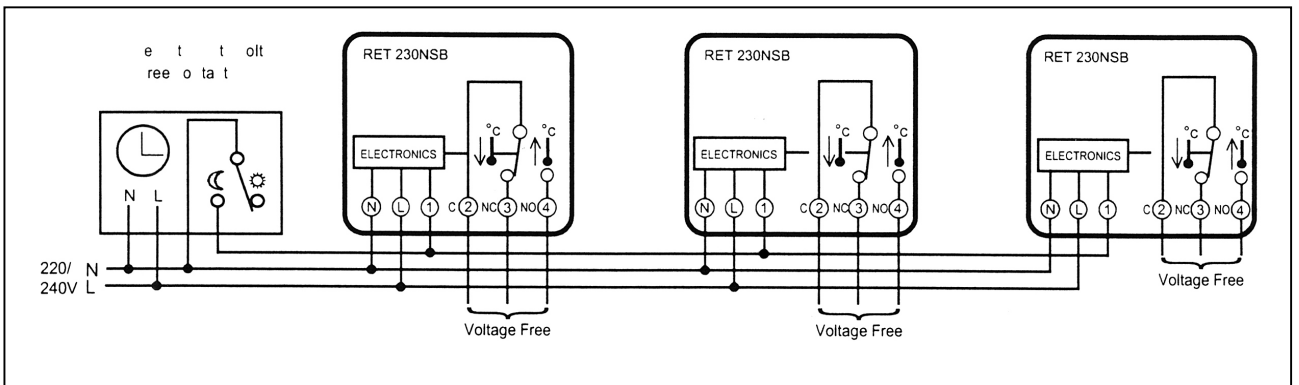 RET 230NSB
°C
°C
ELECTRONICS
N L 1 C 2 NC 3 NO 4
Voltage Free
RET 230NSB
°C
°C
ELECTRONICS
N L 1 C 2 NC 3 NO 4
Voltage Free
RET 230NSB
°C
°C
ELECTRONICS
N L 1 C 2 NC 3 NO 4
Voltage Free
N L
220/ N
240V L